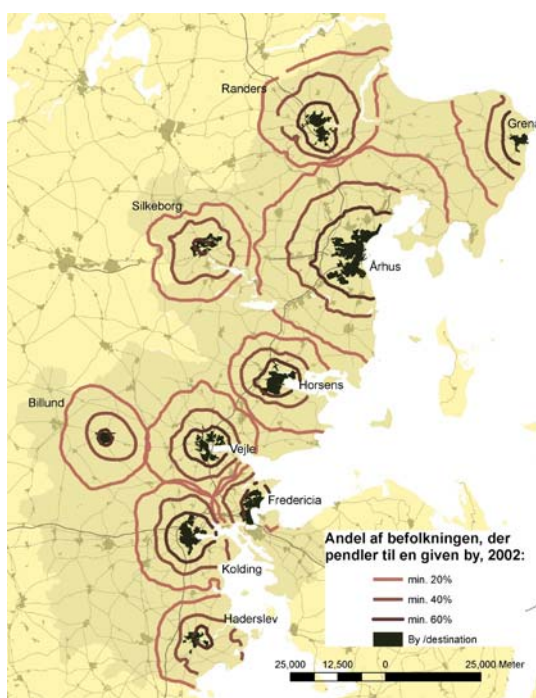 Randers
Grenå
Silkeborg
Århus
Horsens
Billund
Vejle
Fredericia
Kolding
Haderslev
Andel af befolkningen, der
pendler til en given by, 2002:
min. 20%
min. 40%
min. 60%
By /destination
25,000 12,500 0 25,000 Meter